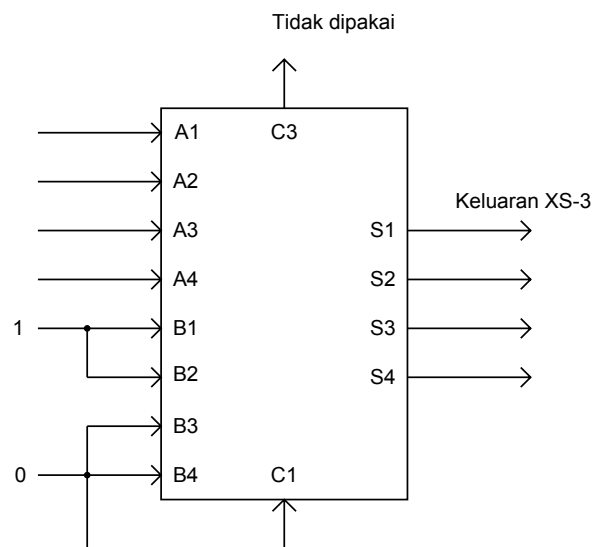 Tidak dipakai
A1 C3
A2
Keluaran XS-3
A3 S1
A4 S2
1 B1 S3
B2 S4
B3
0 B4 C1